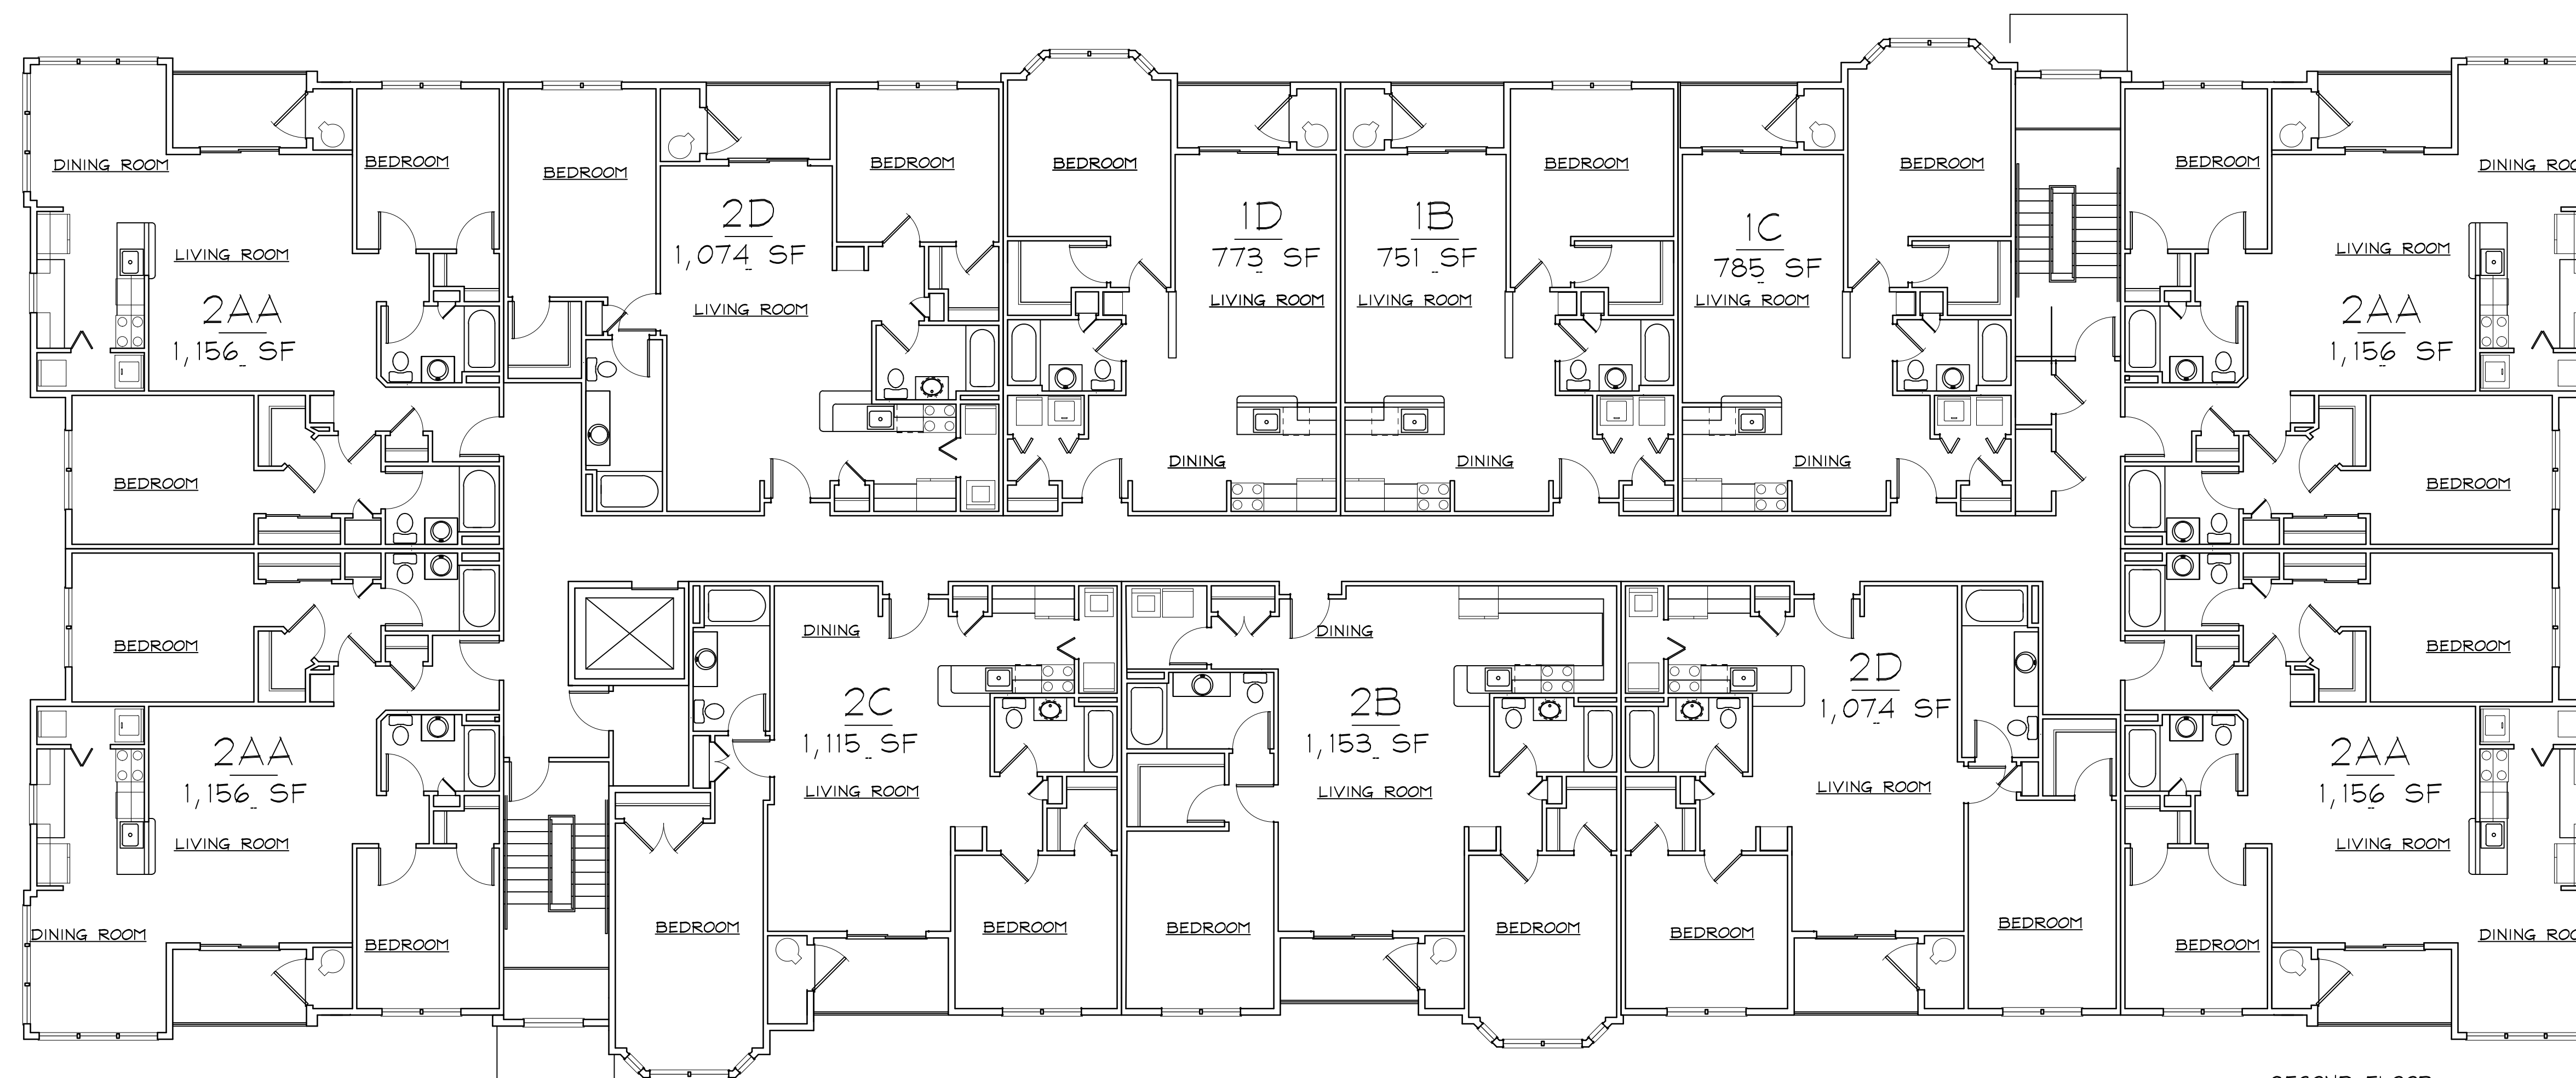 DINING ROOM
LIVING ROOM
2AA
1,156 SF
BEDROOM
BEDROOM
BEDROOM
2D
1,074 SF
LIVING ROOM
BEDROOM
BEDROOM
1D
773 SF
LIVING ROOM
DINING
1B
751 SF
LIVING ROOM
DINING
BEDROOM
1C
785 SF
LIVING ROOM
DINING
BEDROOM
BEDROOM
LIVING ROOM
2AA
1,156 SF
DINING ROO
BEDROOM
BEDROOM
2AA
1,156 SF
LIVING ROOM
DINING ROOM
BEDROOM
DINING
2C
1,115 SF
LIVING ROOM
BEDROOM
BEDROOM
DINING
2B
1,153 SF
LIVING ROOM
BEDROOM
BEDROOM
2D
1,074 SF
LIVING ROOM
BEDROOM
BEDROOM
BEDROOM
2AA
1,156 SF
LIVING ROOM
DINING ROO
BEDROOM